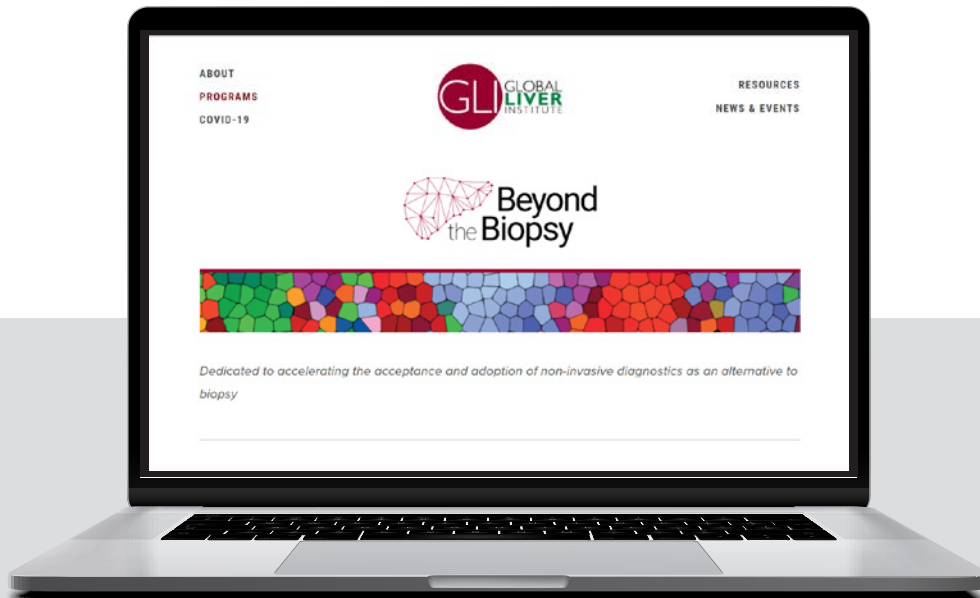 ABOUT
PROGRAMS
COVID-19
GLI
GLOBAL
LIVER
INSTITUTE
RESOURCES
NEWS & EVENTS
Beyond
the Biopsy
Dedicated to accelerating the acceptance and adoption of non-invasive diagnostics as an alternative to
biopsy